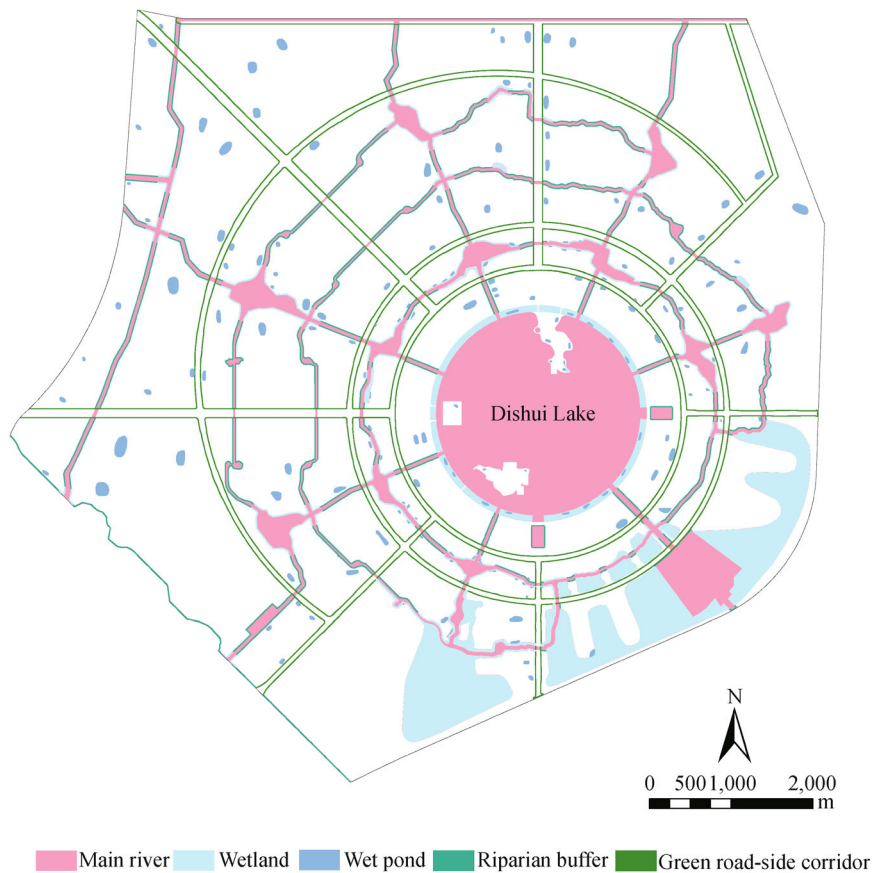 Dishui Lake
N
0 500 1,000 2,000
m
Main river Wetland Wet pond Riparian buffer Green road-side corridor